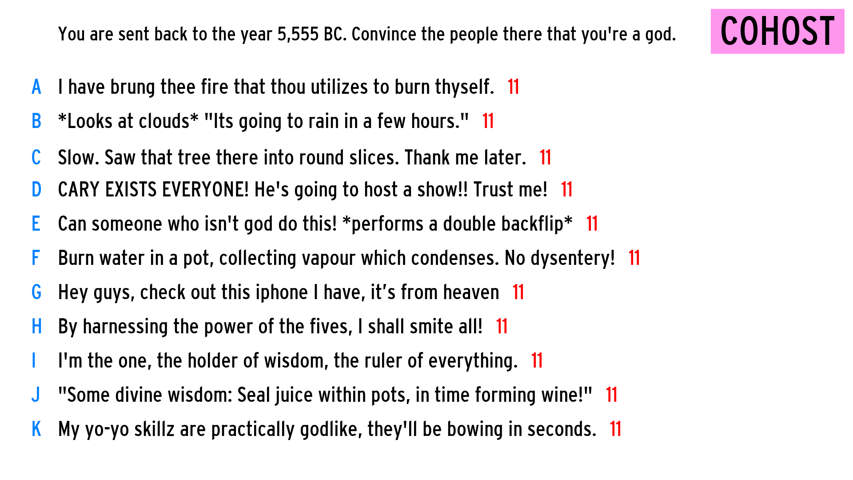 You are sent back to the year 5,555 BC. Convince the people there that you're a god.
COHOST
A I have brung thee fire that thou utilizes to burn thyself. 11
B *Looks at clouds* "Its going to rain in a few hours." 11
C Slow. Saw that tree there into round slices. Thank me later. 11
D CARY EXISTS EVERYONE! He's going to host a show!! Trust me! 11
E Can someone who isn't god do this! *performs a double backflip* 11
F Burn water in a pot, collecting vapour which condenses. No dysentery! 11
G Hey guys, check out this iphone I have, it’s from heaven 11
H By harnessing the power of the fives, I shall smite all! 11
I I'm the one, the holder of wisdom, the ruler of everything. 11
J "Some divine wisdom: Seal juice within pots, in time forming wine!" 11
K My yo-yo skillz are practically godlike, they'll be bowing in seconds. 11